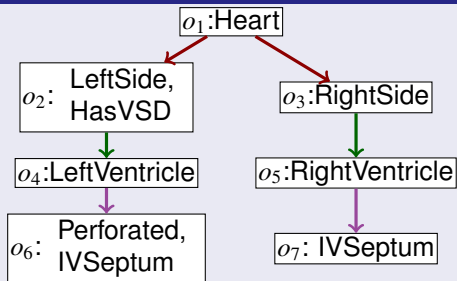 o₁:Heart
o₂: LeftSide,
HasVSD
o₃:RightSide
o₄:LeftVentricle
o₅:RightVentricle
o₆: Perforated,
IVSeptum
o₇: IVSeptum